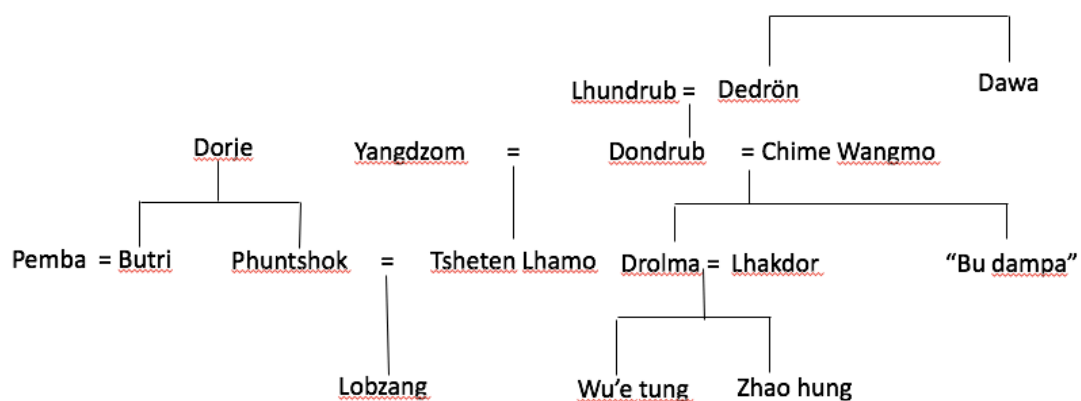 Dawa
Lhundrub = Dedrön
Dorje
Yangdzom = Dondrub = Chime Wangmo
Pemba = Butri Phuntshok = Tsheten Lhamo Drolma = Lhakdor “Bu dampa”
Lobzang Wu’e tung Zhao hung